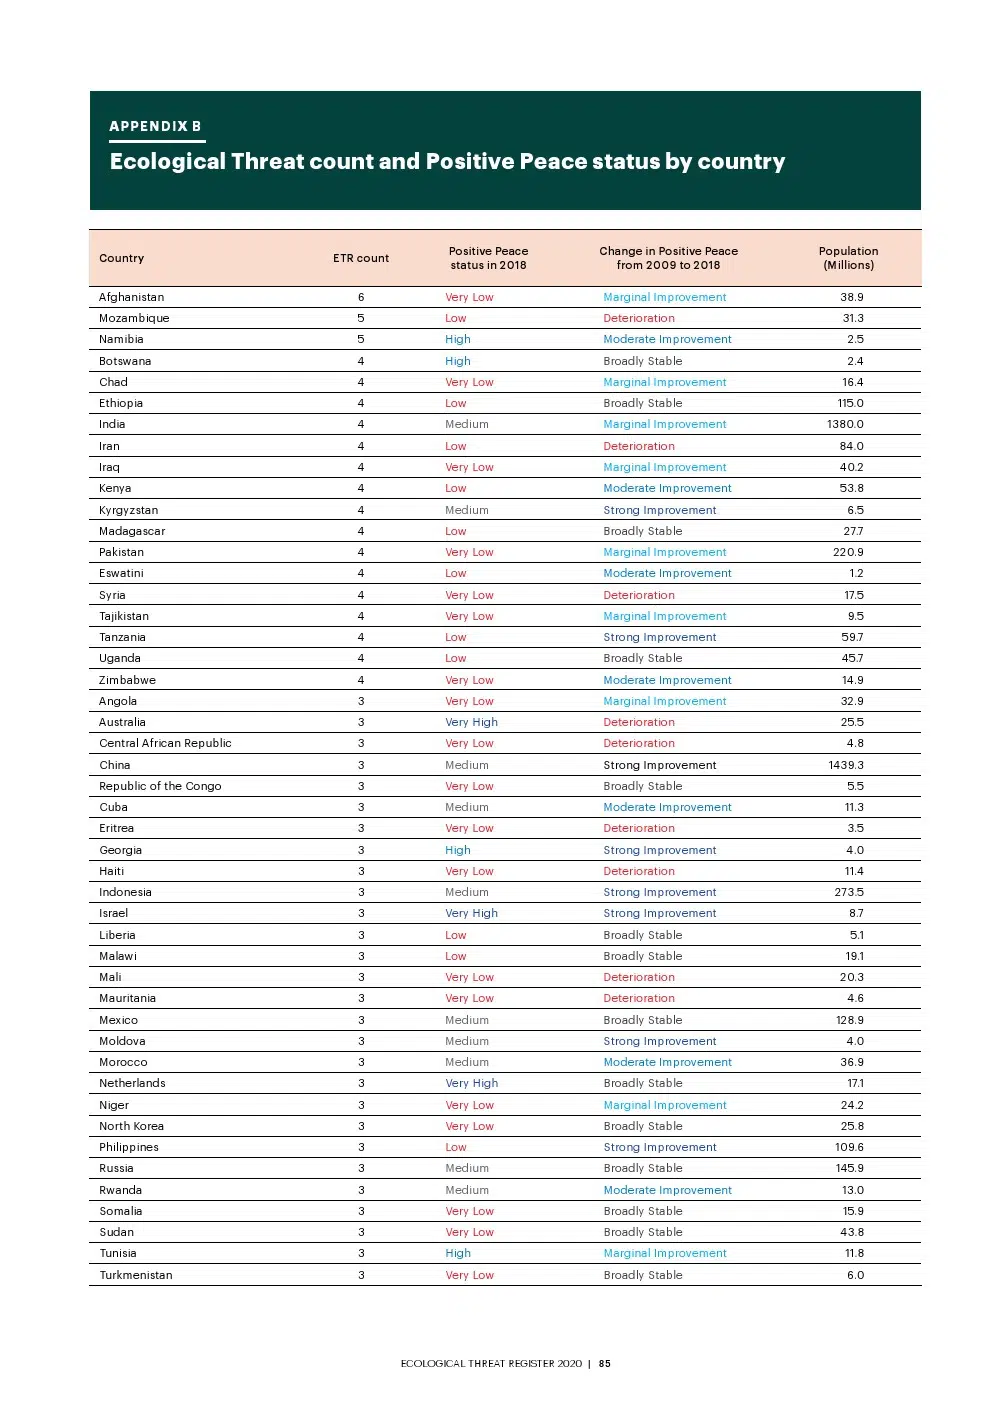 APPENDIX B
Ecological Threat count and Positive Peace status by country
Country ETR count Positive Peace status in 2018 Change in Positive Peace from 2009 to 2018 Population (Millions)
Afghanistan 6 Very Low Marginal Improvement 38.9
Mozambique 5 Low Deterioration 31.3
Namibia 5 High Moderate Improvement 2.5
Botswana 4 High Broadly Stable 2.4
Chad 4 Very Low Marginal Improvement 16.4
Ethiopia 4 Low Broadly Stable 115.0
India 4 Medium Marginal Improvement 1380.0
Iran 4 Low Deterioration 84.0
Iraq 4 Very Low Marginal Improvement 40.2
Kenya 4 Low Moderate Improvement 53.8
Kyrgyzstan 4 Medium Strong Improvement 6.5
Madagascar 4 Low Broadly Stable 27.7
Pakistan 4 Very Low Marginal Improvement 220.9
Eswatini 4 Low Moderate Improvement 1.2
Syria 4 Very Low Deterioration 17.5
Tajikistan 4 Very Low Marginal Improvement 9.5
Tanzania 4 Low Strong Improvement 59.7
Uganda 4 Low Broadly Stable 45.7
Zimbabwe 4 Very Low Moderate Improvement 14.9
Angola 3 Very Low Marginal Improvement 32.9
Australia 3 Very High Deterioration 25.5
Central African Republic 3 Very Low Deterioration 4.8
China 3 Medium Strong Improvement 1439.3
Republic of the Congo 3 Very Low Broadly Stable 5.5
Cuba 3 Medium Moderate Improvement 11.3
Eritrea 3 Very Low Deterioration 3.5
Georgia 3 High Strong Improvement 4.0
Haiti 3 Very Low Deterioration 11.4
Indonesia 3 Medium Strong Improvement 273.5
Israel 3 Very High Strong Improvement 8.7
Liberia 3 Low Broadly Stable 5.1
Malawi 3 Low Broadly Stable 19.1
Mali 3 Very Low Deterioration 20.3
Mauritania 3 Very Low Deterioration 4.6
Mexico 3 Medium Broadly Stable 128.9
Moldova 3 Medium Strong Improvement 4.0
Morocco 3 Medium Moderate Improvement 36.9
Netherlands 3 Very High Broadly Stable 17.1
Niger 3 Very Low Marginal Improvement 24.2
North Korea 3 Very Low Broadly Stable 25.8
Philippines 3 Low Strong Improvement 109.6
Russia 3 Medium Broadly Stable 145.9
Rwanda 3 Medium Moderate Improvement 13.0
Somalia 3 Very Low Broadly Stable 15.9
Sudan 3 Very Low Broadly Stable 43.8
Tunisia 3 High Marginal Improvement 11.8
Turkmenistan 3 Very Low Broadly Stable 6.0
ECOLOGICAL THREAT REGISTER 2020 | 85